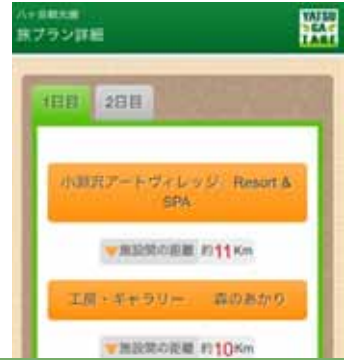 八ヶ岳観光圏
旅プラン詳細
YATSU
GA
TAKE
1日目 2日目
小淵沢アートヴィレッジ Resort &
SPA
▼施設間の距離 約11Km
工房・ギャラリー 森のあかり
▼施設間の距離 約10Km